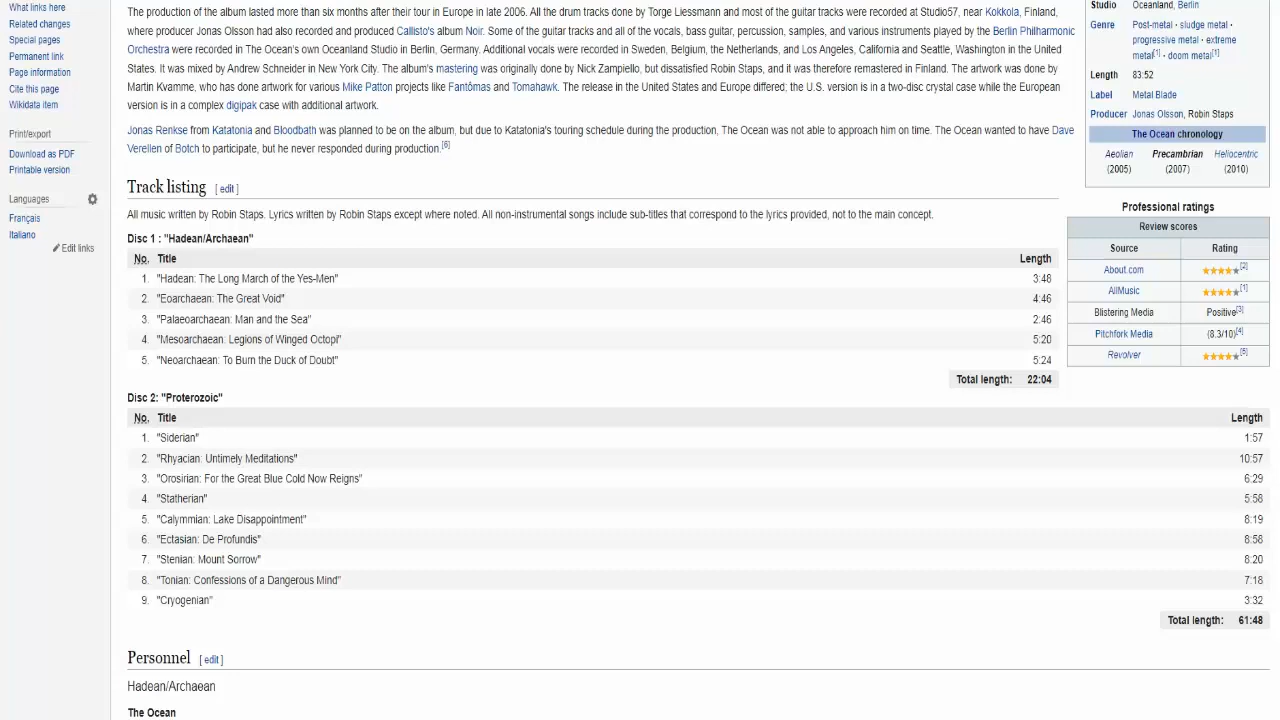 What links here
Related changes
Special pages
Permanent link
Page information
Cite this page
Wikidata item
Print/export
Download as PDF
Printable version
Languages
Français
Italiano
Edit links
The production of the album lasted more than six months after their tour in Europe in late 2006. All the drum tracks done by Torge Liessmann and most of the guitar tracks were recorded at Studio57, near Kokkola, Finland,
where producer Jonas Olsson had also recorded and produced Callisto's album Noir. Some of the guitar tracks and all of the vocals, bass guitar, percussion, samples, and various instruments played by the Berlin Philharmonic
Orchestra were recorded in The Ocean's own Oceanland Studio in Berlin, Germany. Additional vocals were recorded in Sweden, Belgium, the Netherlands, and Los Angeles, California and Seattle, Washington in the United
States. It was mixed by Andrew Schneider in New York City. The album's mastering was originally done by Nick Zampiello, but dissatisfied Robin Staps, and it was therefore remastered in Finland. The artwork was done by
Martin Kvamme, who has done artwork for various Mike Patton projects like Fantômas and Tomahawk. The release in the United States and Europe differed; the U.S. version is in a two-disc crystal case while the European
version is in a complex digipak case with additional artwork.
Jonas Renkse from Katatonia and Bloodbath was planned to be on the album, but due to Katatonia's touring schedule during the production, The Ocean was not able to approach him on time. The Ocean wanted to have Dave
Verellen of Botch to participate, but he never responded during production.[6]
Track listing [ edit ]
All music written by Robin Staps. Lyrics written by Robin Staps except where noted. All non-instrumental songs include sub-titles that correspond to the lyrics provided, not to the main concept.
Disc 1 : "Hadean/Archaean"
No. Title Length
1. "Hadean: The Long March of the Yes-Men" 3:48
2. "Eoarchaean: The Great Void" 4:46
3. "Palaeoarchaean: Man and the Sea" 2:46
4. "Mesoarchaean: Legions of Winged Octopi" 5:20
5. "Neoarchaean: To Burn the Duck of Doubt" 5:24
Total length: 22:04
Disc 2: "Proterozoic"
No. Title Length
1. "Siderian" 1:57
2. "Rhyacian: Untimely Meditations" 10:57
3. "Orosirian: For the Great Blue Cold Now Reigns" 6:29
4. "Statherian" 5:58
5. "Calymmian: Lake Disappointment" 8:19
6. "Ectasian: De Profundis" 8:58
7. "Stenian: Mount Sorrow" 8:20
8. "Tonian: Confessions of a Dangerous Mind" 7:18
9. "Cryogenian" 3:32
Total length: 61:48
Personnel [ edit ]
Hadean/Archaean
The Ocean
Studio Oceanland, Berlin
Genre Post-metal · sludge metal ·
progressive metal · extreme
metal[1] · doom metal[1]
Length 83:52
Label Metal Blade
Producer Jonas Olsson, Robin Staps
The Ocean chronology
Aeolian Precambrian Heliocentric
(2005) (2007) (2010)
Professional ratings
Review scores
Source Rating
About.com ★★★★★[2]
AllMusic ★★★★★[1]
Blistering Media Positive[3]
Pitchfork Media (8.3/10)[4]
Revolver ★★★★★[5]